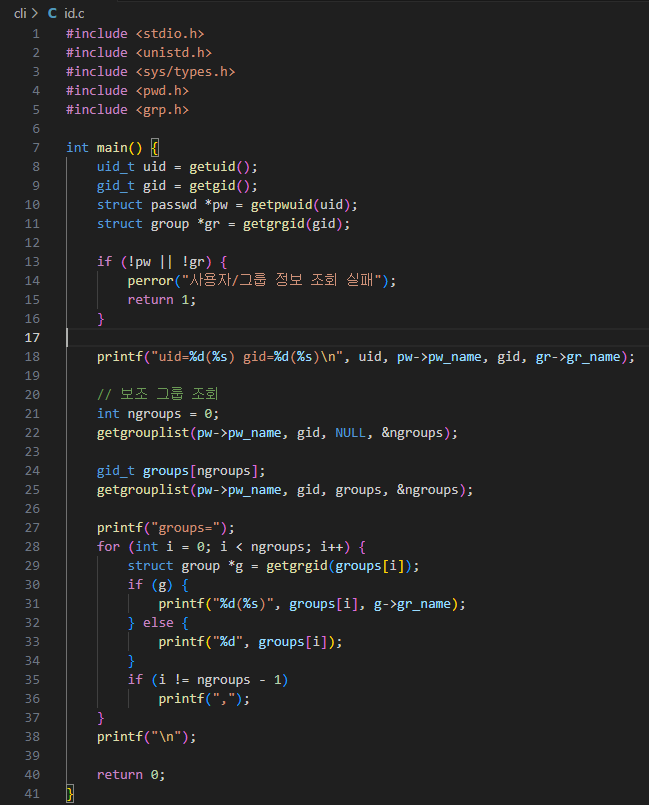 cli > C id.c
1 #include <stdio.h>
2 #include <unistd.h>
3 #include <sys/types.h>
4 #include <pwd.h>
5 #include <grp.h>
6
7 int main() {
8     uid_t uid = getuid();
9     gid_t gid = getgid();
10     struct passwd *pw = getpwuid(uid);
11     struct group *gr = getgrgid(gid);
12
13     if (!pw || !gr) {
14         perror("사용자/그룹 정보 조회 실패");
15         return 1;
16     }
17
18     printf("uid=%d(%s) gid=%d(%s)\n", uid, pw->pw_name, gid, gr->gr_name);
19
20     // 보조 그룹 조회
21     int ngroups = 0;
22     getgrouplist(pw->pw_name, gid, NULL, &ngroups);
23
24     gid_t groups[ngroups];
25     getgrouplist(pw->pw_name, gid, groups, &ngroups);
26
27     printf("groups=");
28     for (int i = 0; i < ngroups; i++) {
29         struct group *g = getgrgid(groups[i]);
30         if (g) {
31             printf("%d(%s)", groups[i], g->gr_name);
32         } else {
33             printf("%d", groups[i]);
34         }
35         if (i != ngroups - 1)
36             printf(",");
37     }
38     printf("\n");
39
40     return 0;
41 }